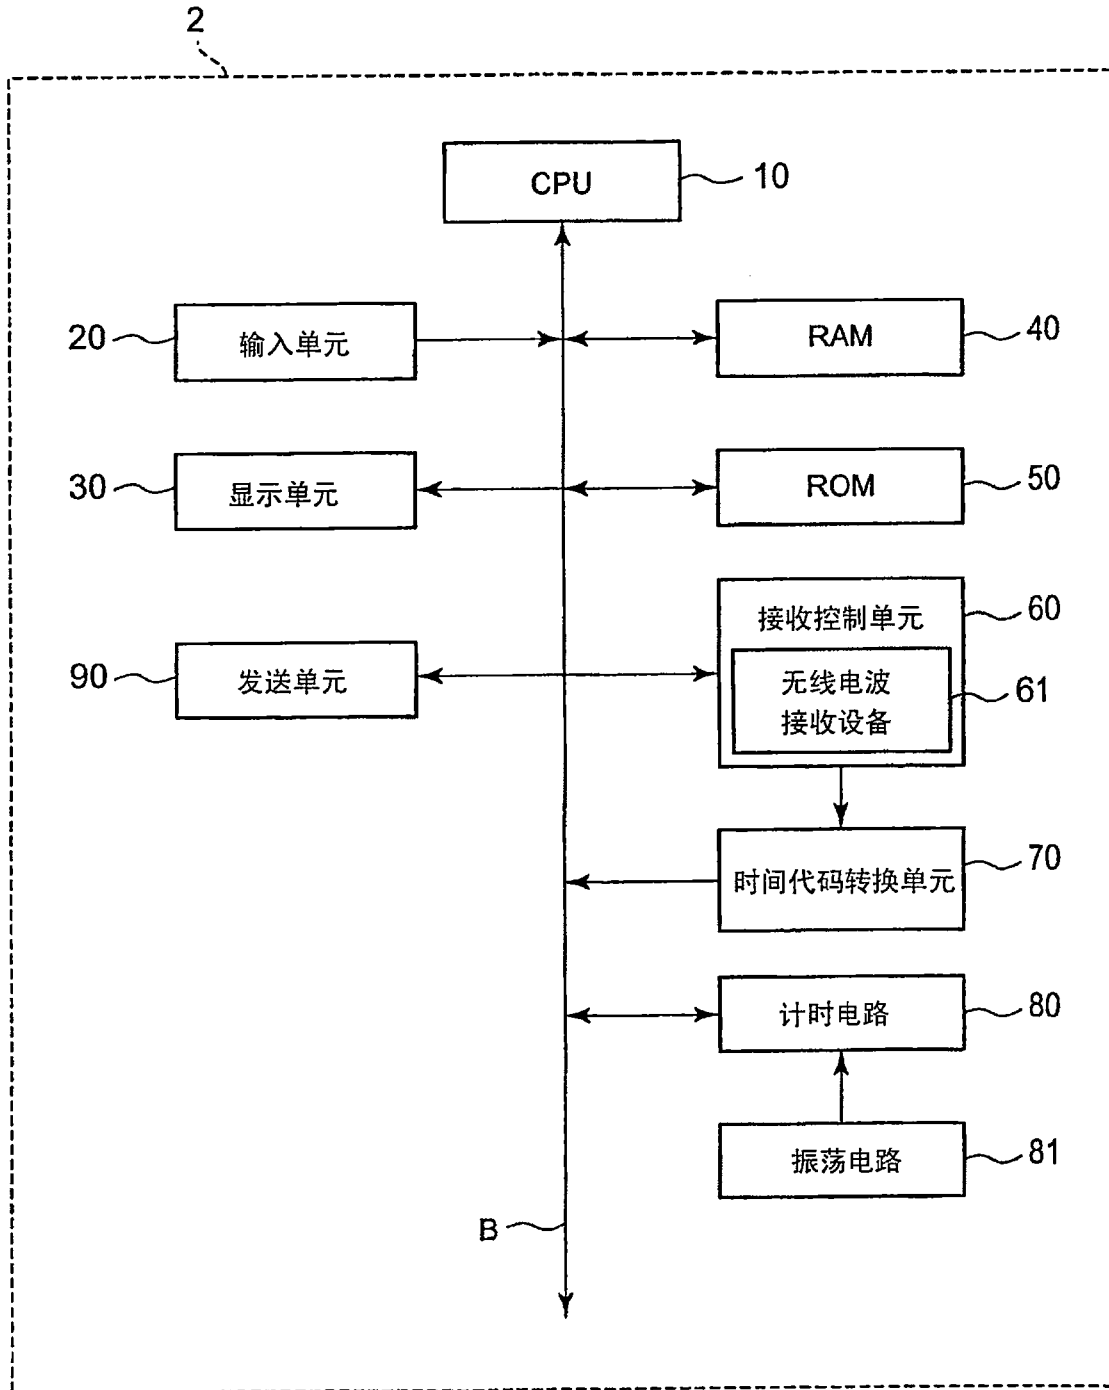 2
CPU
10
20
输入单元
RAM
40
30
显示单元
ROM
50
接收控制单元
60
90
发送单元
无线电波
接收设备
61
时间代码转换单元
70
计时电路
80
振荡电路
81
B